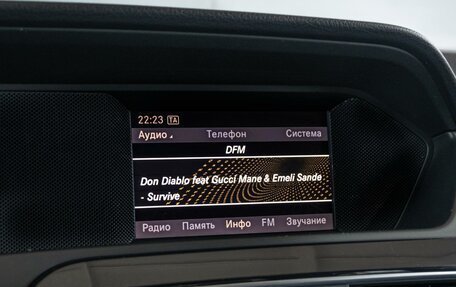 22:23 TA
Аудио Телефон Система
DFM
Don Diablo feat Gucci Mane & Emeli Sande
- Survive
Радио Память Инфо FM Звучание